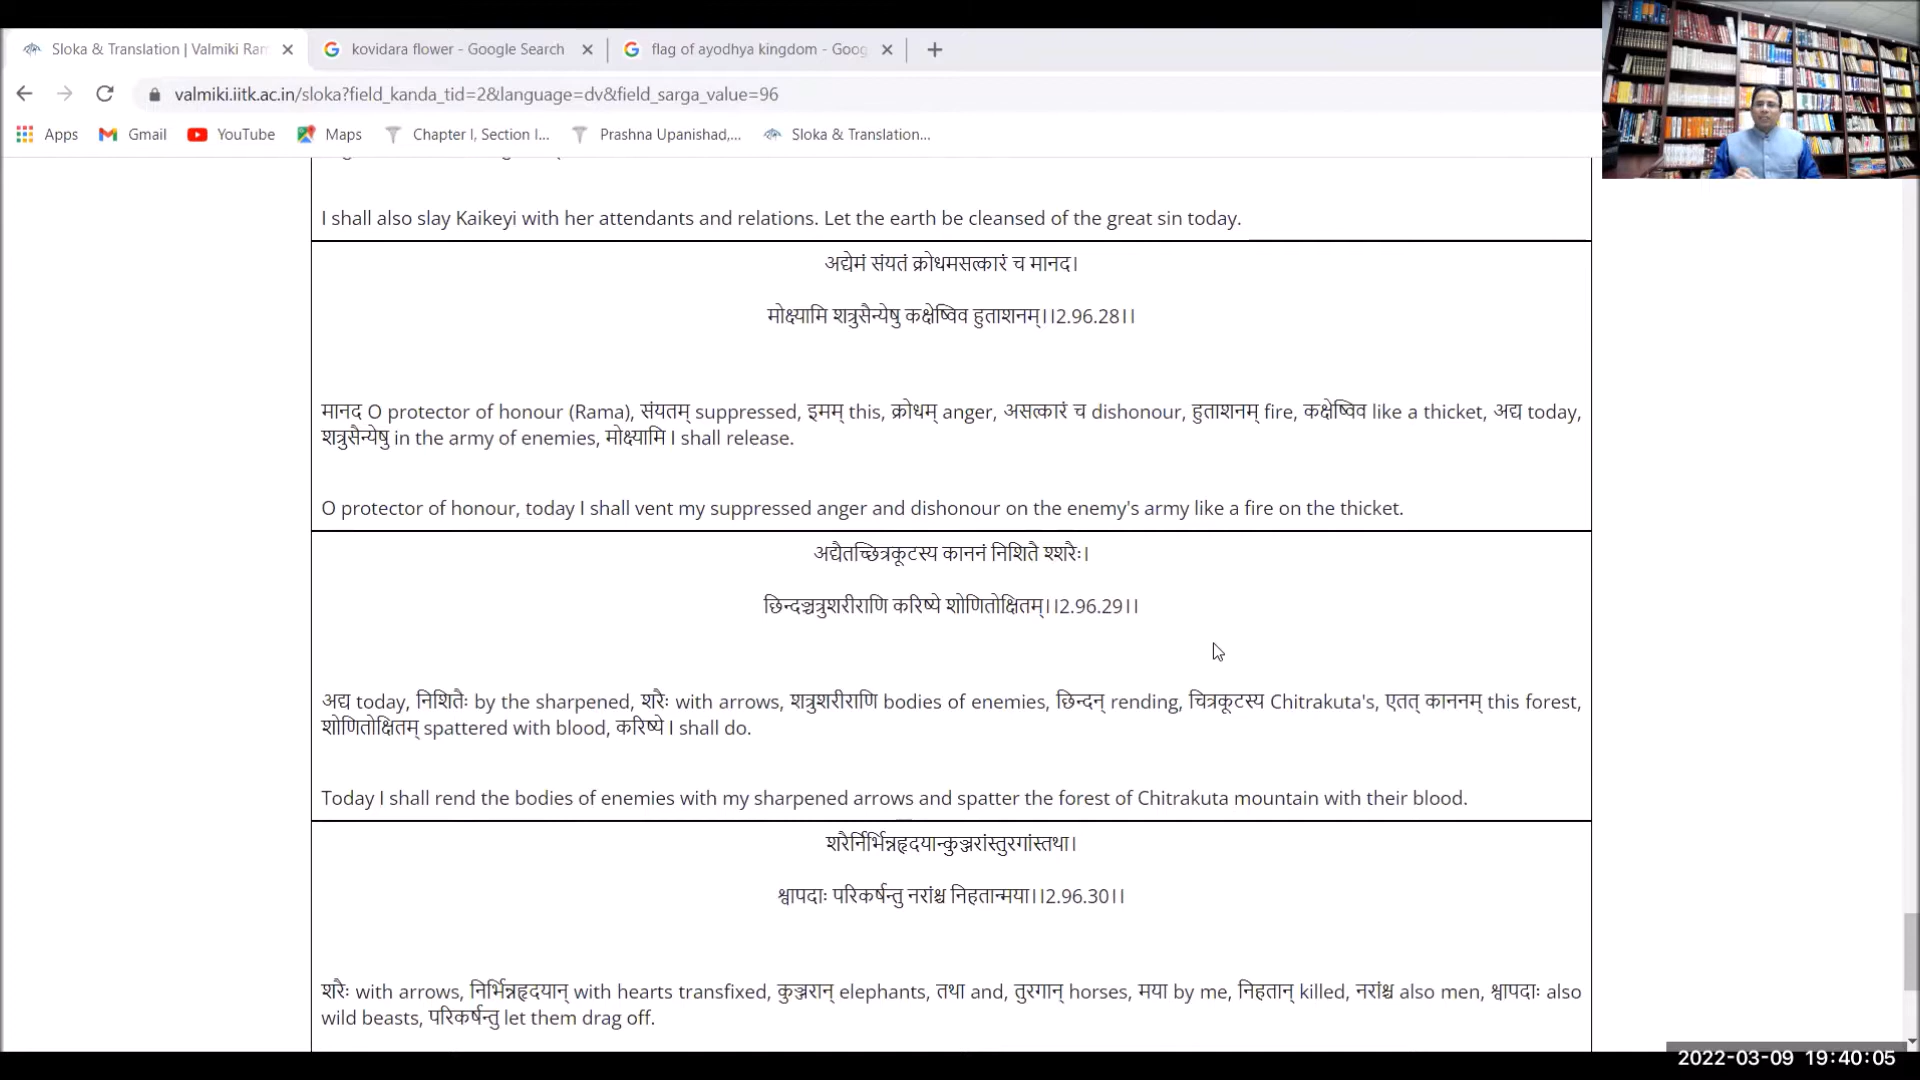 Sloka & Translation | Valmiki Ram
kovidara flower - Google Search
flag of ayodhya kingdom - Goog
valmiki.iitk.ac.in/sloka?field_kanda_tid=2&language=dv&field_sarga_value=96
Apps
Gmail
YouTube
Maps
Chapter I, Section I...
Prashna Upanishad,...
Sloka & Translation...
I shall also slay Kaikeyi with her attendants and relations. Let the earth be cleansed of the great sin today.
अद्येमं संयतं क्रोधमसत्कारं च मानद।
मोक्ष्यामि शत्रुसैन्येषु कक्षेष्विव हुताशनम्।।2.96.28।।
मानद O protector of honour (Rama), संयतम् suppressed, इमम् this, क्रोधम् anger, असत्कारं च dishonour, हुताशनम् fire, कक्षेष्विव like a thicket, अद्य today,
शत्रुसैन्येषु in the army of enemies, मोक्ष्यामि I shall release.
O protector of honour, today I shall vent my suppressed anger and dishonour on the enemy's army like a fire on the thicket.
अद्यैतच्छित्रकूटस्य काननं निशितै श्शरैः।
छिन्दञ्चत्रुशरीराणि करिष्ये शोणितोक्षितम्।।2.96.29।।
अद्य today, निशितैः by the sharpened, शरैः with arrows, शत्रुशरीराणि bodies of enemies, छिन्दन् rending, चित्रकूटस्य Chitrakuta's, एतत् काननम् this forest,
शोणितोक्षितम् spattered with blood, करिष्ये I shall do.
Today I shall rend the bodies of enemies with my sharpened arrows and spatter the forest of Chitrakuta mountain with their blood.
शरैर्निर्भिन्नहृदयान्कुञ्जरांस्तुरगांस्तथा।
श्वापदाः परिकर्षन्तु नरांश्च निहतान्मया।।2.96.30।।
शरैः with arrows, निर्भिन्नहृदयान् with hearts transfixed, कुञ्जरान् elephants, तथा and, तुरगान् horses, मया by me, निहतान् killed, नरांश्च also men, श्वापदाः also
wild beasts, परिकर्षन्तु let them drag off.
2022-03-09 19:40:05